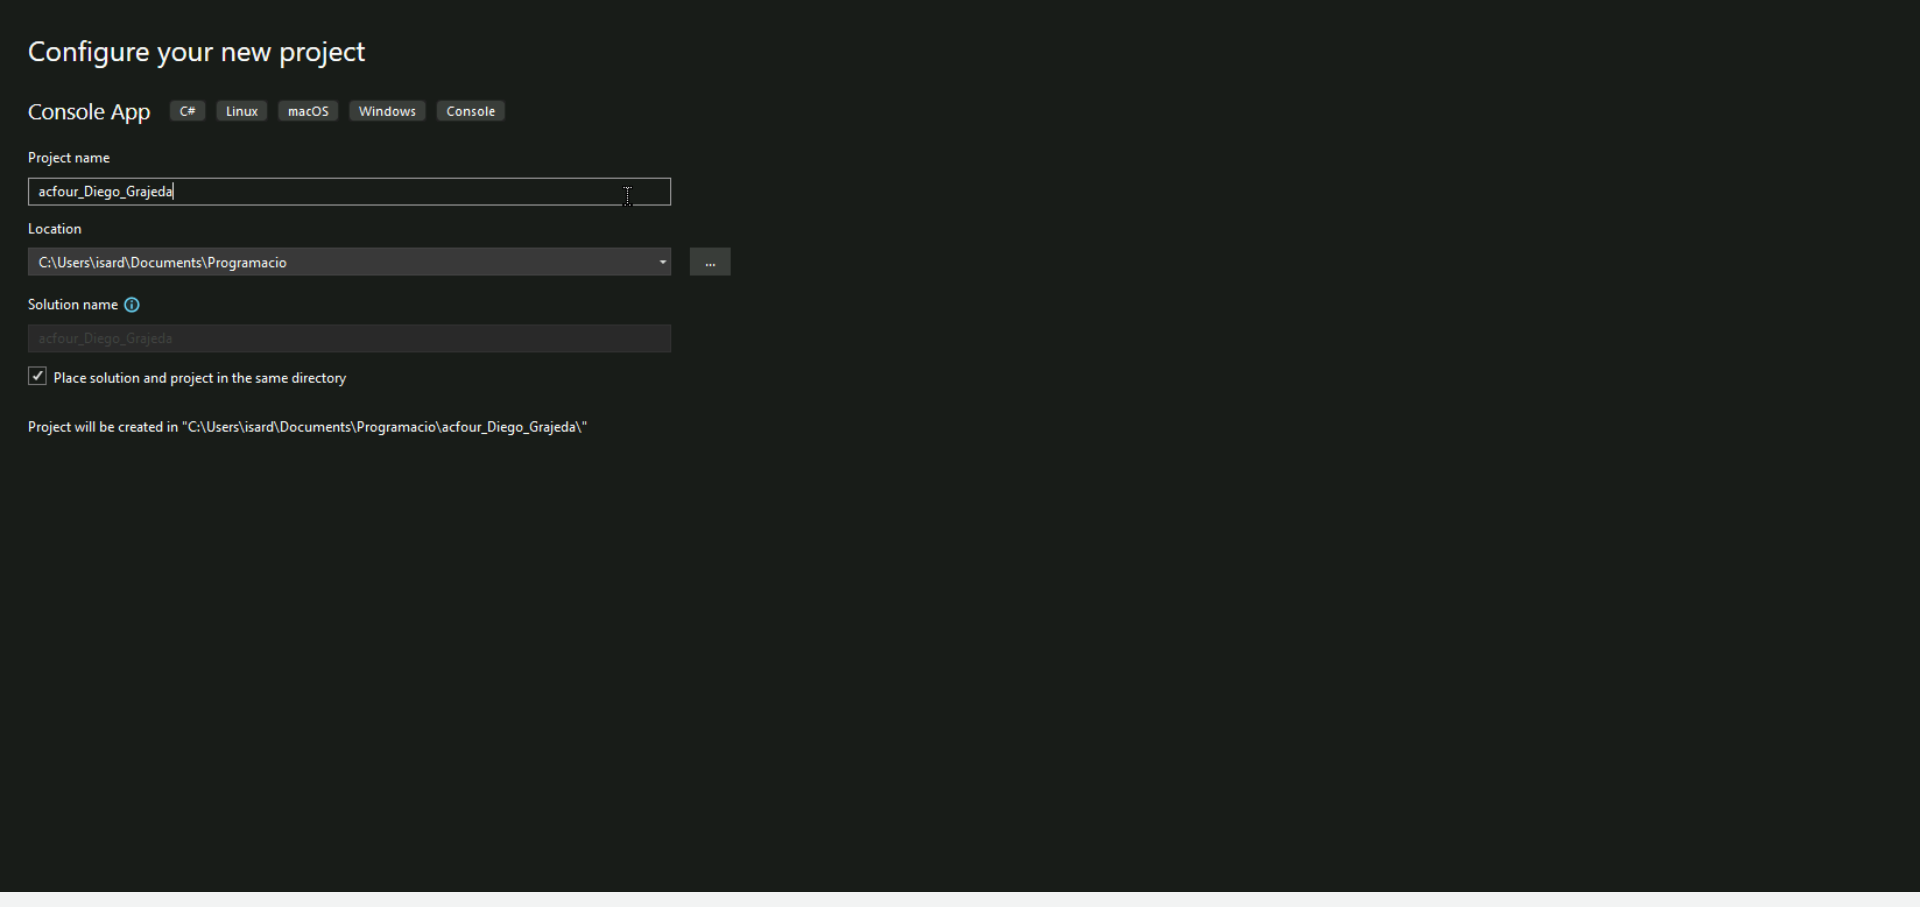 Configure your new project
Console App C# Linux macOS Windows Console
Project name
acfour_Diego_Grajeda
Location
C:\Users\isard\Documents\Programacio
...
Solution name
acfour_Diego_Grajeda
Place solution and project in the same directory
Project will be created in "C:\Users\isard\Documents\Programacio\acfour_Diego_Grajeda\"